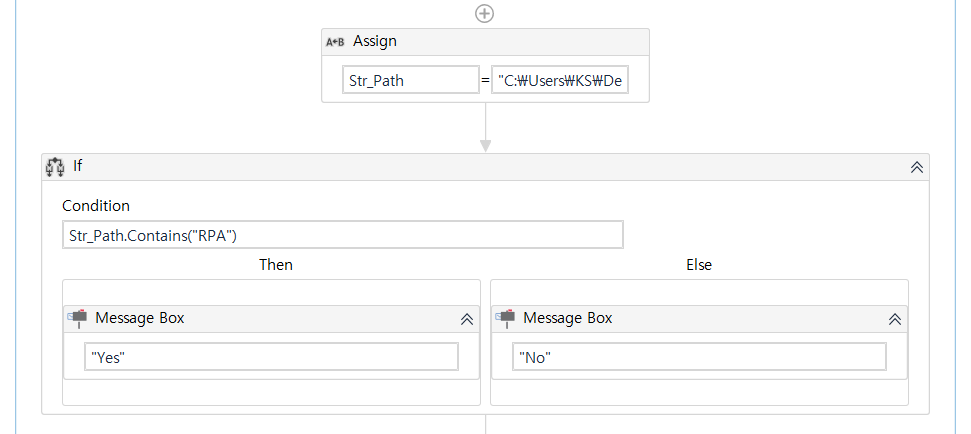 A←B Assign
Str_Path = "C:₩Users₩KS₩De
If
Condition
Str_Path.Contains("RPA")
Then Else
Message Box Message Box
"Yes" "No"